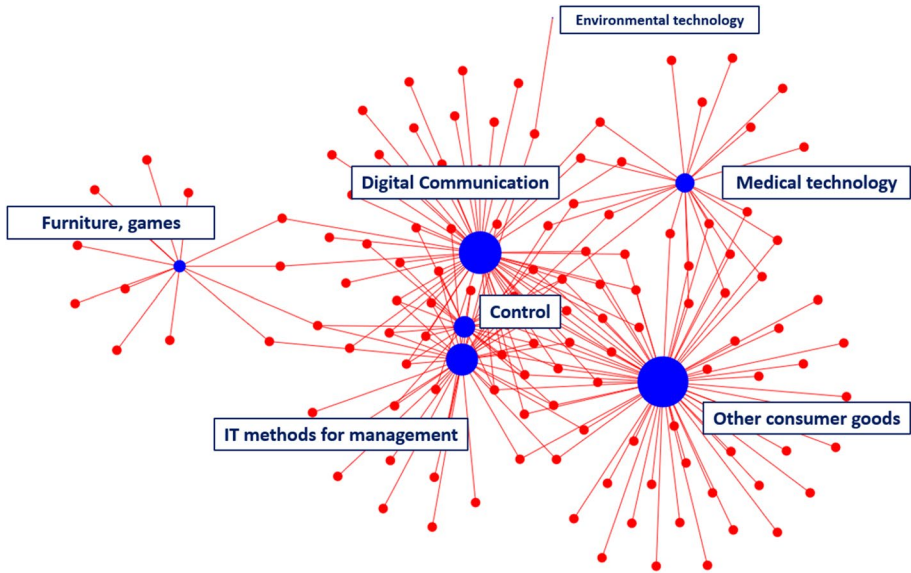 Environmental technology
Digital Communication
Medical technology
Furniture, games
Control
Other consumer goods
IT methods for management